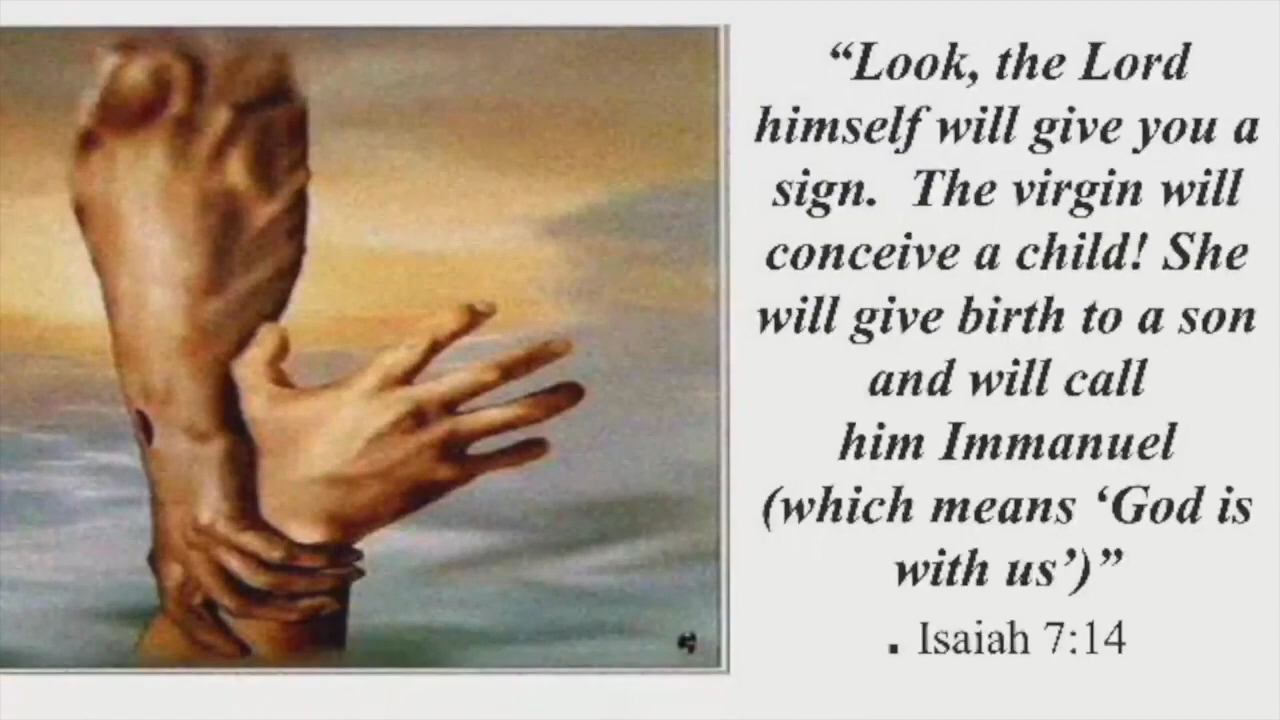 “Look, the Lord
himself will give you a
sign.  The virgin will
conceive a child! She
will give birth to a son
and will call
him Immanuel
(which means ‘God is
with us’)”
. Isaiah 7:14